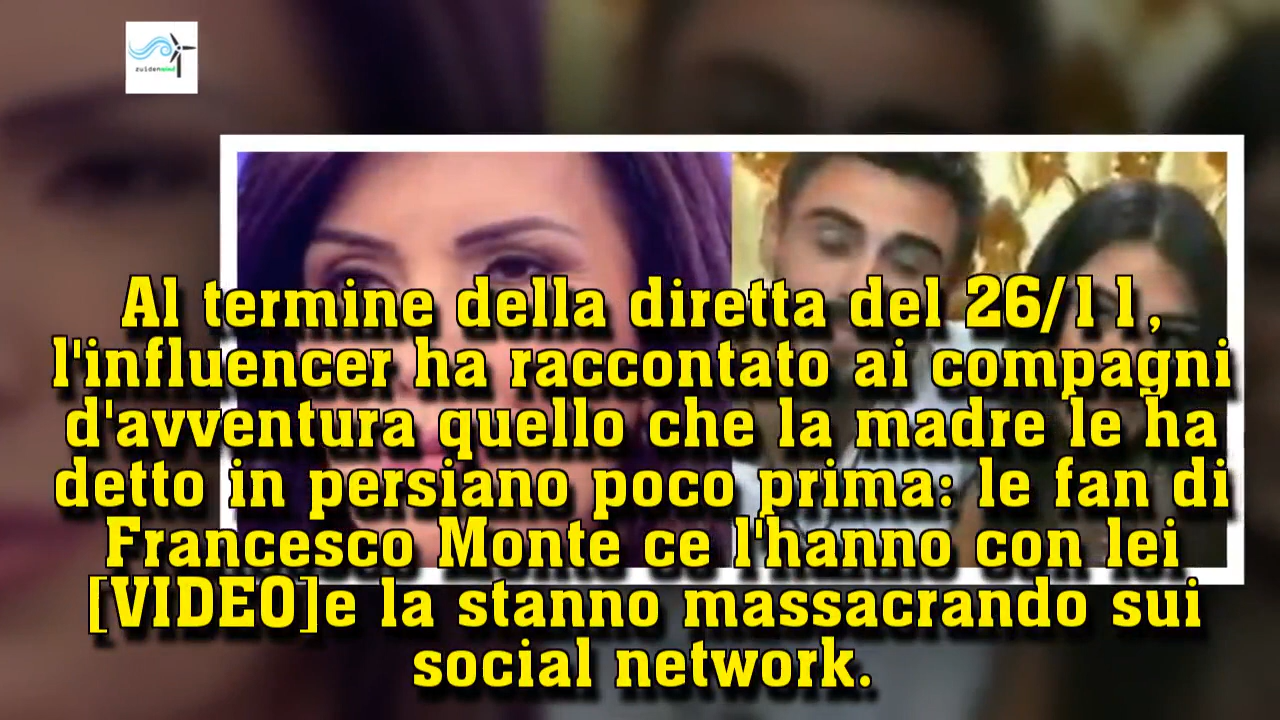 zuidenwind
Al termine della diretta del 26/11,
l'influencer ha raccontato ai compagni
d'avventura quello che la madre le ha
detto in persiano poco prima: le fan di
Francesco Monte ce l'hanno con lei
[VIDEO]e la stanno massacrando sui
social network.